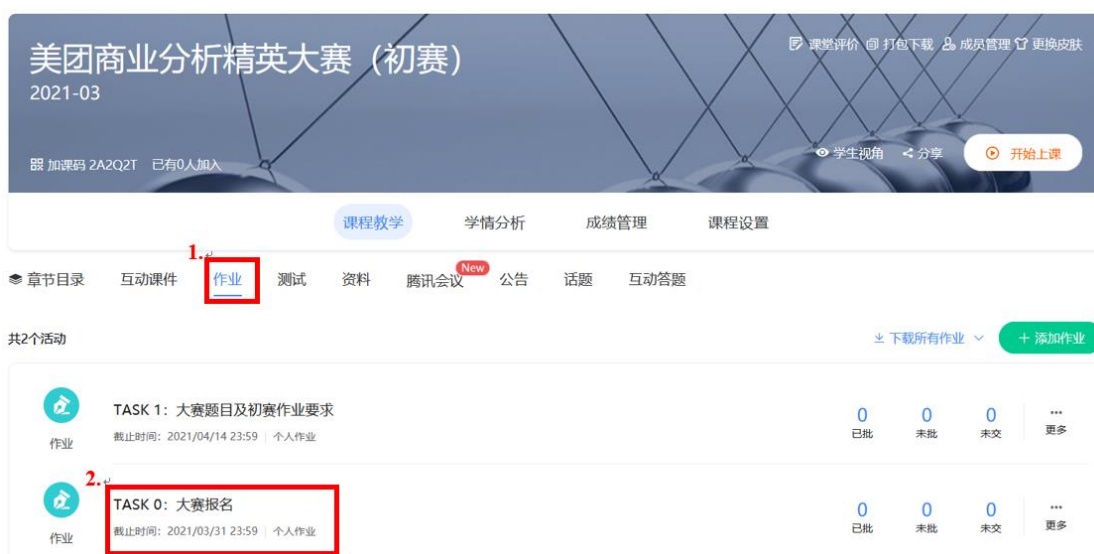 美团商业分析精英大赛（初赛）
2021-03
课堂评价 打包下载 成员管理 更换皮肤
加课码 2A2Q2T 已有0人加入
学生视角 分享 开始上课
课程教学 学情分析 成绩管理 课程设置
1.
章节目录 互动课件 作业 测试 资料 腾讯会议 New 公告 话题 互动答题
共2个活动
下载所有作业 + 添加作业
TASK 1：大赛题目及初赛作业要求
截止时间：2021/04/14 23:59 | 个人作业
作业
0 0 0
已批 未批 未交 更多
2.
TASK 0：大赛报名
截止时间：2021/03/31 23:59 | 个人作业
作业
0 0 0
已批 未批 未交 更多